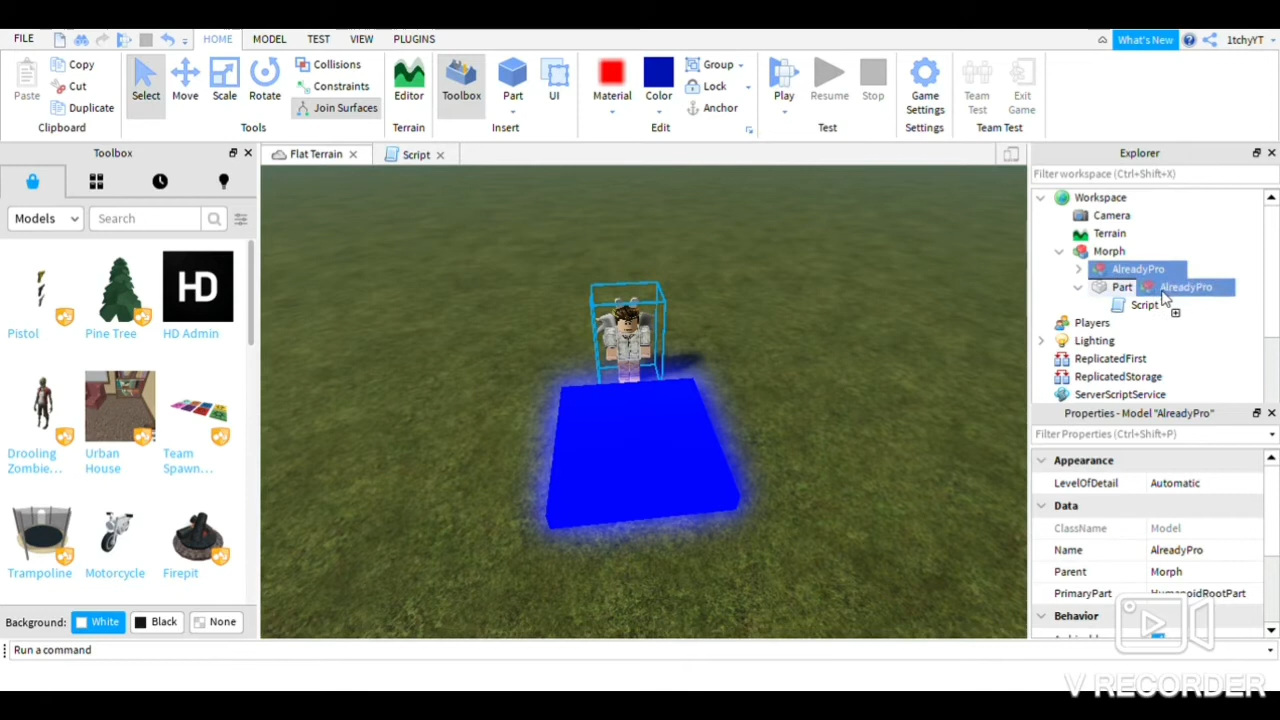 FILE HOME MODEL TEST VIEW PLUGINS What's New 1tchyYT
Paste Copy Cut Duplicate
Clipboard
Select Move Scale Rotate
Collisions
Constraints
Join Surfaces
Tools
Editor
Terrain
Toolbox Part UI
Insert
Material Color
Group
Lock
Anchor
Edit
Play Resume Stop
Test
Game Settings
Settings
Team Test
Exit Game
Team Test
Toolbox
Models Search
Pistol Pine Tree HD Admin
HD
Drooling Zombie...
Urban House
Team Spawn...
Trampoline Motorcycle Firepit
Background: White Black None
Run a command
Flat Terrain Script
Explorer
Filter workspace (Ctrl+Shift+X)
Workspace
Camera
Terrain
Morph
AlreadyPro
Part AlreadyPro
Script
Players
Lighting
ReplicatedFirst
ReplicatedStorage
ServerScriptService
Properties - Model "AlreadyPro"
Filter Properties (Ctrl+Shift+P)
Appearance
LevelOfDetail Automatic
Data
ClassName Model
Name AlreadyPro
Parent Morph
PrimaryPart HumanoidRootPart
Behavior
V RECORDER